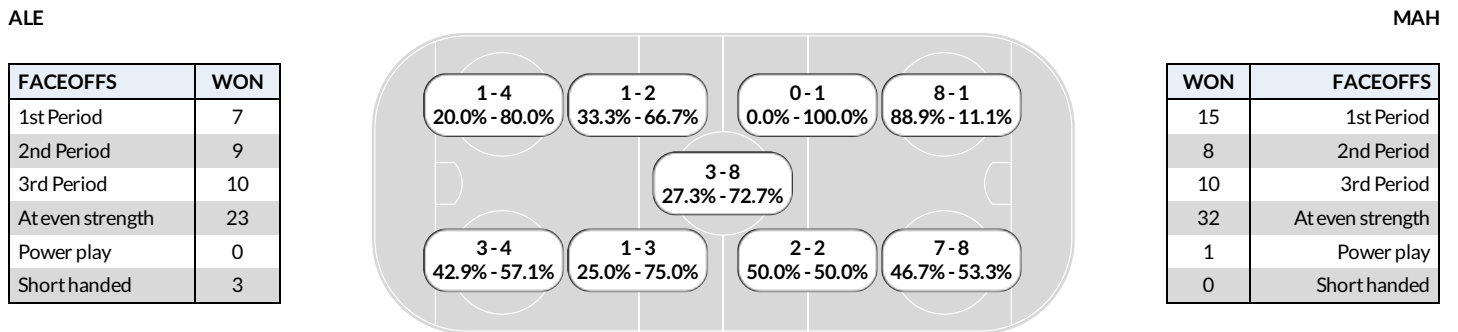 ALE
MAH
FACEOFFS WON
1st Period 7
2nd Period 9
3rd Period 10
At even strength 23
Power play 0
Short handed 3
1 - 4
20.0% - 80.0%
1 - 2
33.3% - 66.7%
0 - 1
0.0% - 100.0%
8 - 1
88.9% - 11.1%
3 - 8
27.3% - 72.7%
3 - 4
42.9% - 57.1%
1 - 3
25.0% - 75.0%
2 - 2
50.0% - 50.0%
7 - 8
46.7% - 53.3%
WON FACEOFFS
15 1st Period
8 2nd Period
10 3rd Period
32 At even strength
1 Power play
0 Short handed